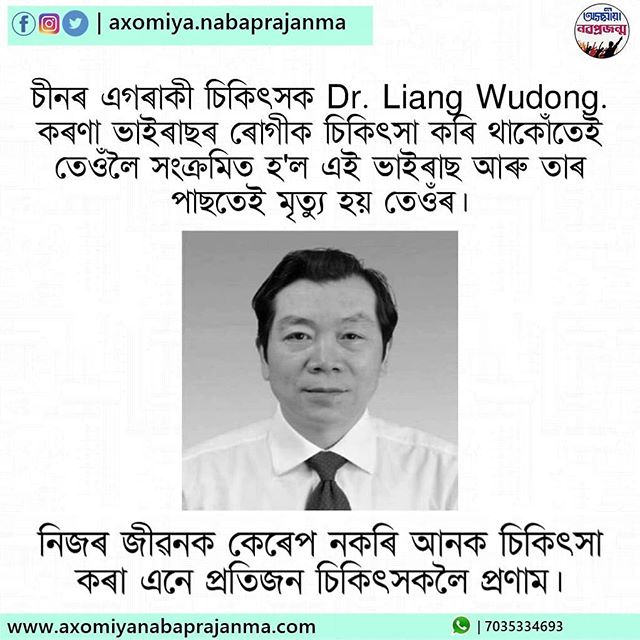 | axomiya.nabaprajanma
অসমীয়া
নৱপ্ৰজন্ম
চীনৰ এগৰাকী চিকিৎসক Dr. Liang Wudong.
কৰণা ভাইৰাছৰ ৰোগীক চিকিৎসা কৰি থাকোঁতেই
তেওঁলৈ সংক্ৰমিত হ'ল এই ভাইৰাছ আৰু তাৰ
পাছতেই মৃত্যু হয় তেওঁৰ।
নিজৰ জীৱনক কেৰেপ নকৰি আনক চিকিৎসা
কৰা এনে প্ৰতিজন চিকিৎসকলৈ প্ৰণাম।
www.axomiyanabaprajanma.com
| 7035334693